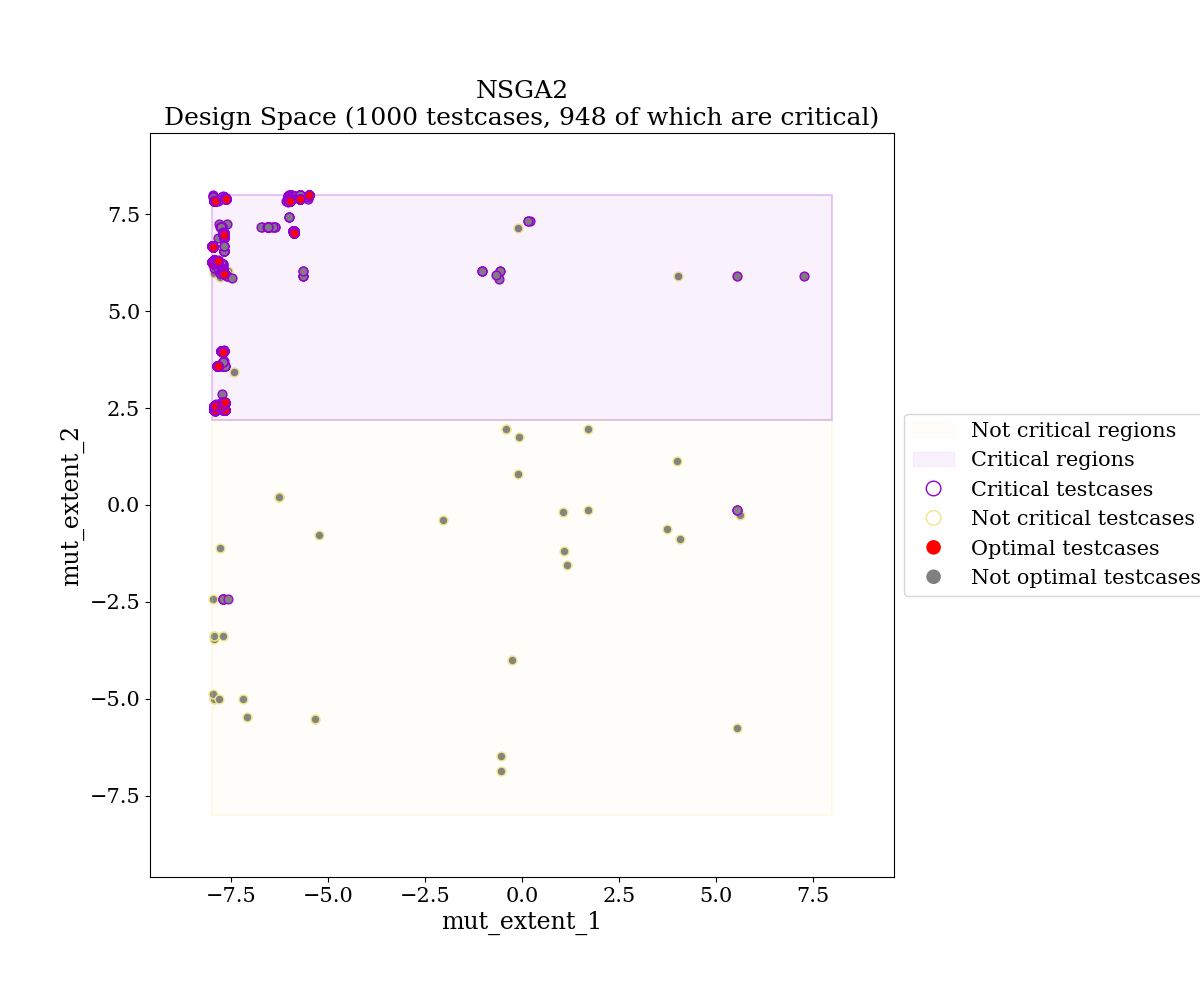 NSGA2
Design Space (1000 testcases, 948 of which are critical)
7.5
5.0
2.5
0.0
−2.5
−5.0
−7.5
mut_extent_2
−7.5 −5.0 −2.5 0.0 2.5 5.0 7.5
mut_extent_1
Not critical regions
Critical regions
Critical testcases
Not critical testcases
Optimal testcases
Not optimal testcases